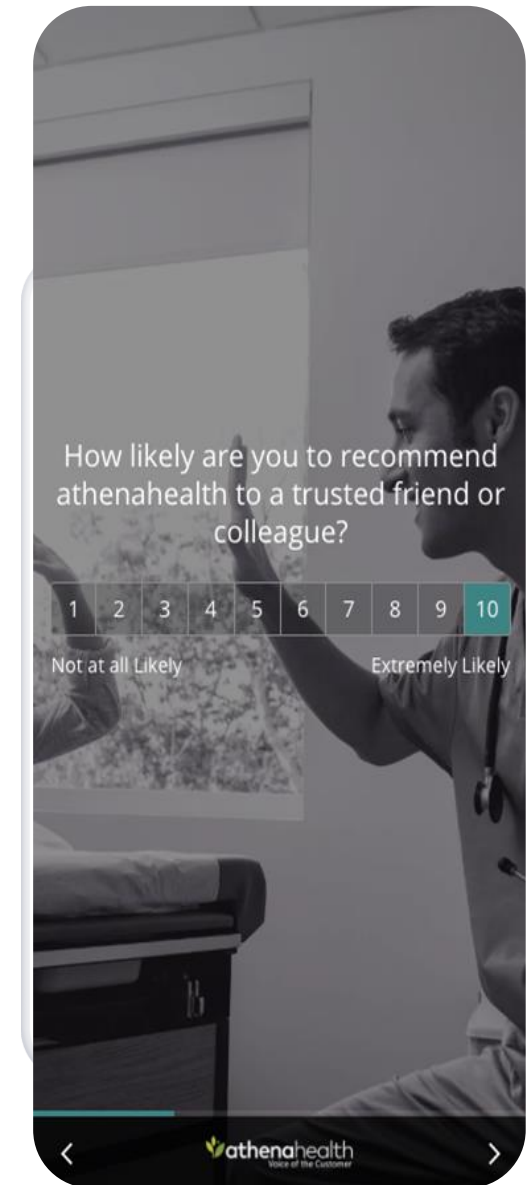 How likely are you to recommend
athenahealth to a trusted friend or
colleague?
1 2 3 4 5 6 7 8 9 10
Not at all Likely Extremely Likely
athenahealth
Voice of the Customer